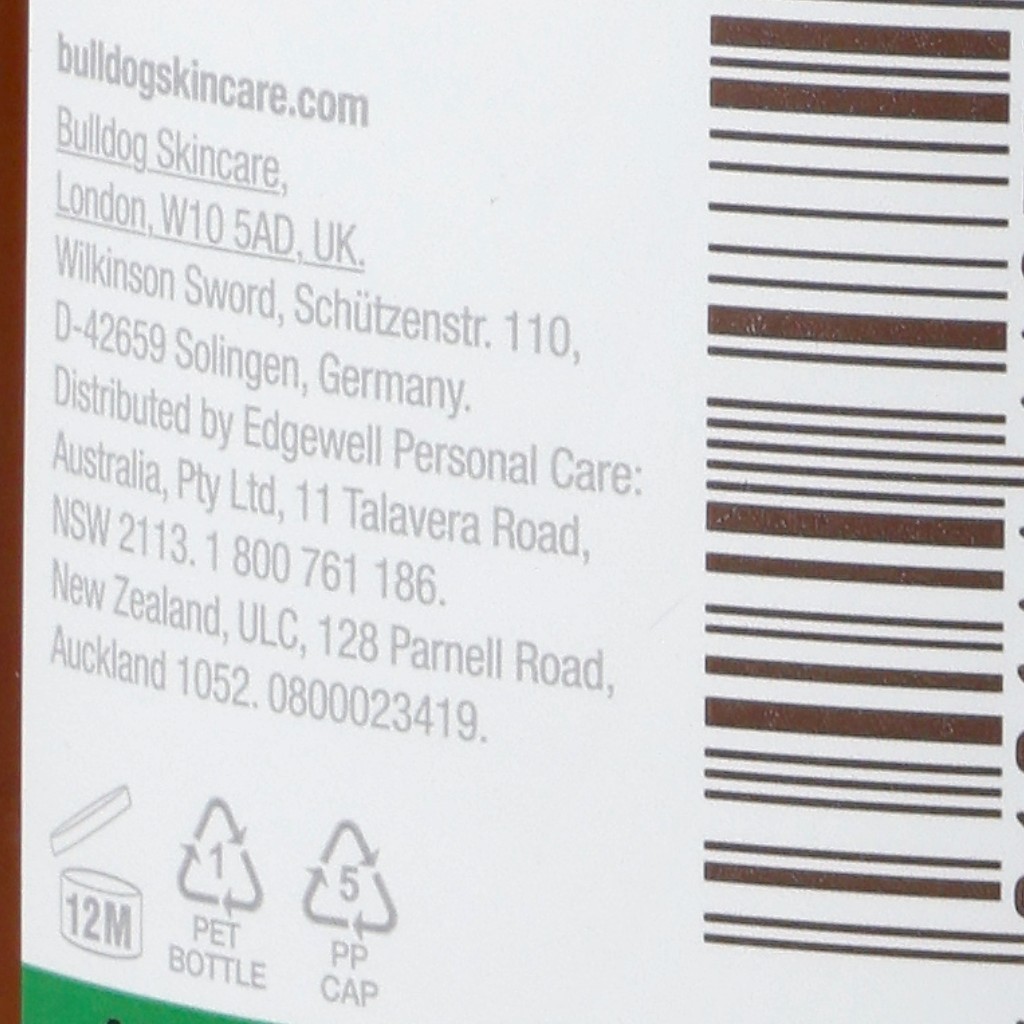 bulldogskincare.com
Bulldog Skincare,
London, W10 5AD, UK.
Wilkinson Sword, Schützenstr. 110,
D-42659 Solingen, Germany.
Distributed by Edgewell Personal Care:
Australia, Pty Ltd, 11 Talavera Road,
NSW 2113. 1 800 761 186.
New Zealand, ULC, 128 Parnell Road,
Auckland 1052. 0800023419.
12M
1
PET
BOTTLE
5
PP
CAP